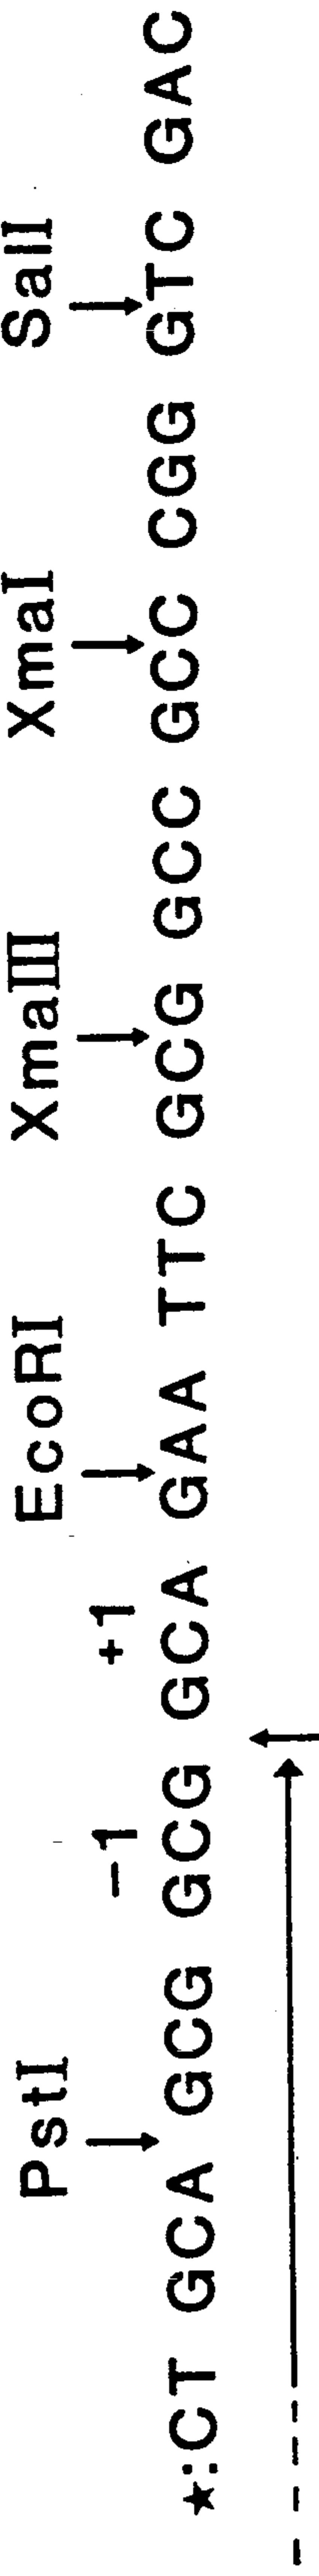 PstI EcoRI XmaIII XmaI SalI
-1 +1
★:CT GCA GCG GCG GCA GAA TTC GCG GCC GCC CGG GTC GAC